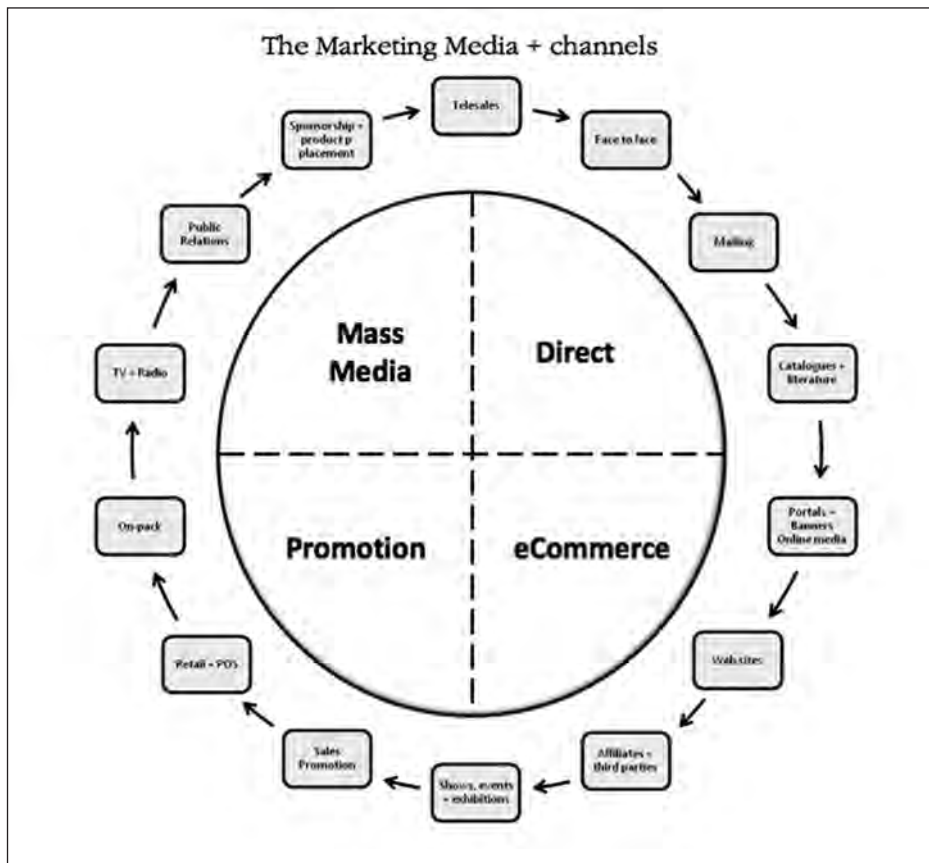 The Marketing Media + channels
Telesales
Sponsorship +
product p
placement
Face to face
Public
Relations
Mailing
Mass
Media
Direct
TV + Radio
Catalogues +
literature
On-pack
Portals –
Banners
Online media
Promotion
eCommerce
Retail + POS
Web sites
Sales
Promotion
Affiliates +
third parties
Shows, events
+ exhibitions